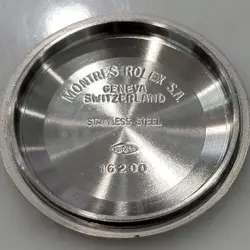 MONTRES ROLEX S.A.
GENEVA
SWITZERLAND
STAINLESS STEEL
16200